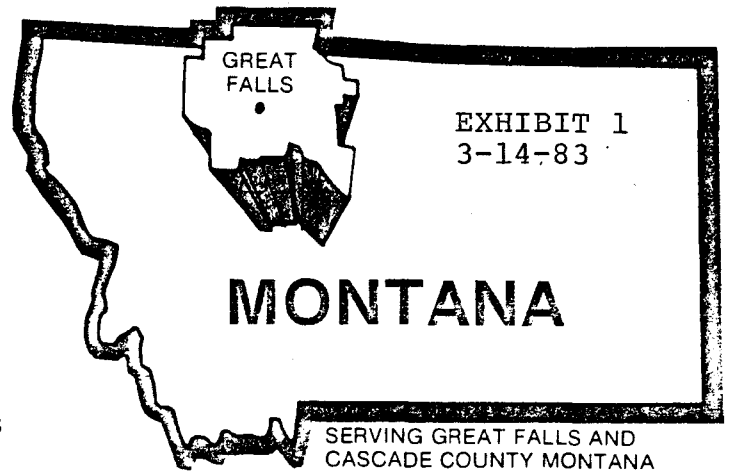 GREAT
FALLS
EXHIBIT 1
3-14-83
MONTANA
SERVING GREAT FALLS AND
CASCADE COUNTY MONTANA